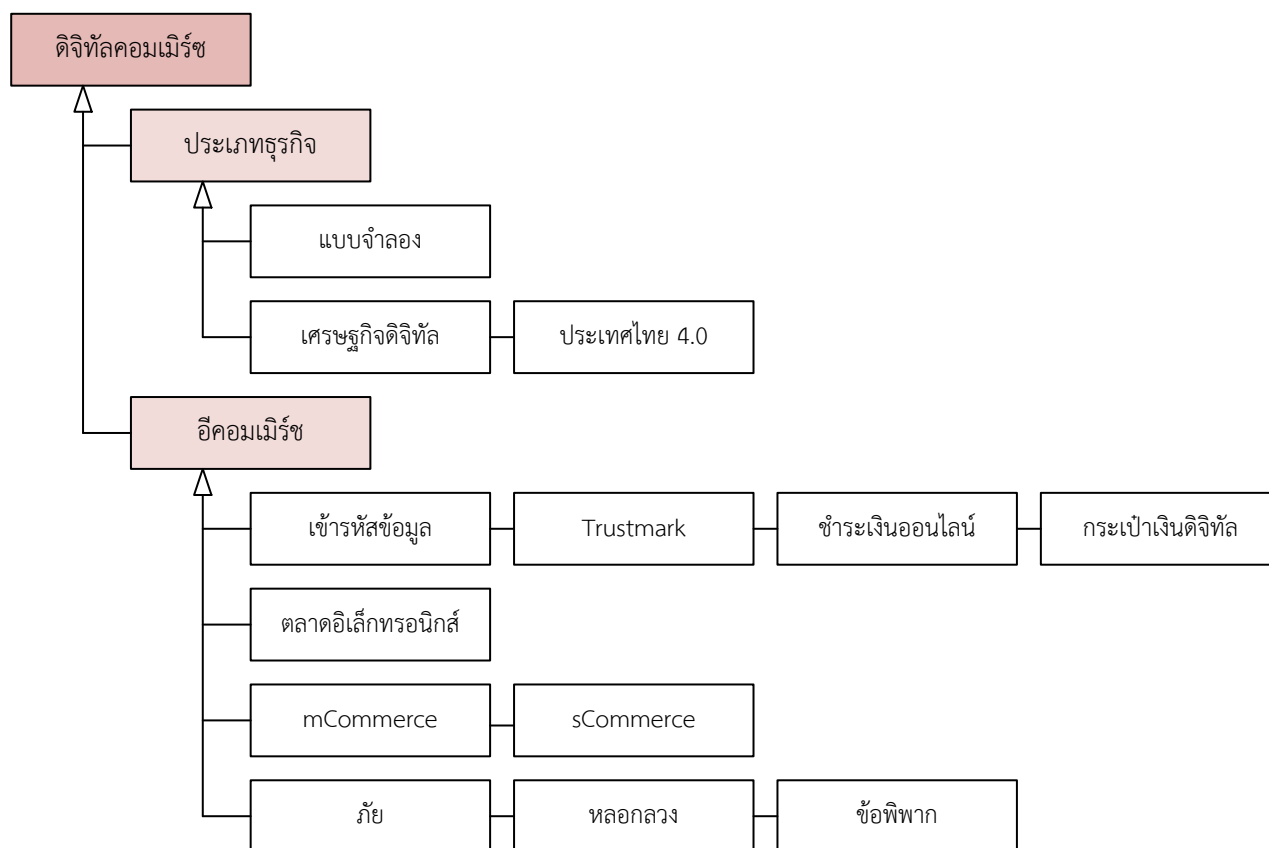 ดิจิทัลคอมเมิร์ซ
ประเภทธุรกิจ
แบบจำลอง
เศรษฐกิจดิจิทัล
ประเทศไทย 4.0
อีคอมเมิร์ซ
เข้ารหัสข้อมูล
Trustmark
ชำระเงินออนไลน์
กระเป๋าเงินดิจิทัล
ตลาดอิเล็กทรอนิกส์
mCommerce
sCommerce
ภัย
หลอกลวง
ข้อพิพาก